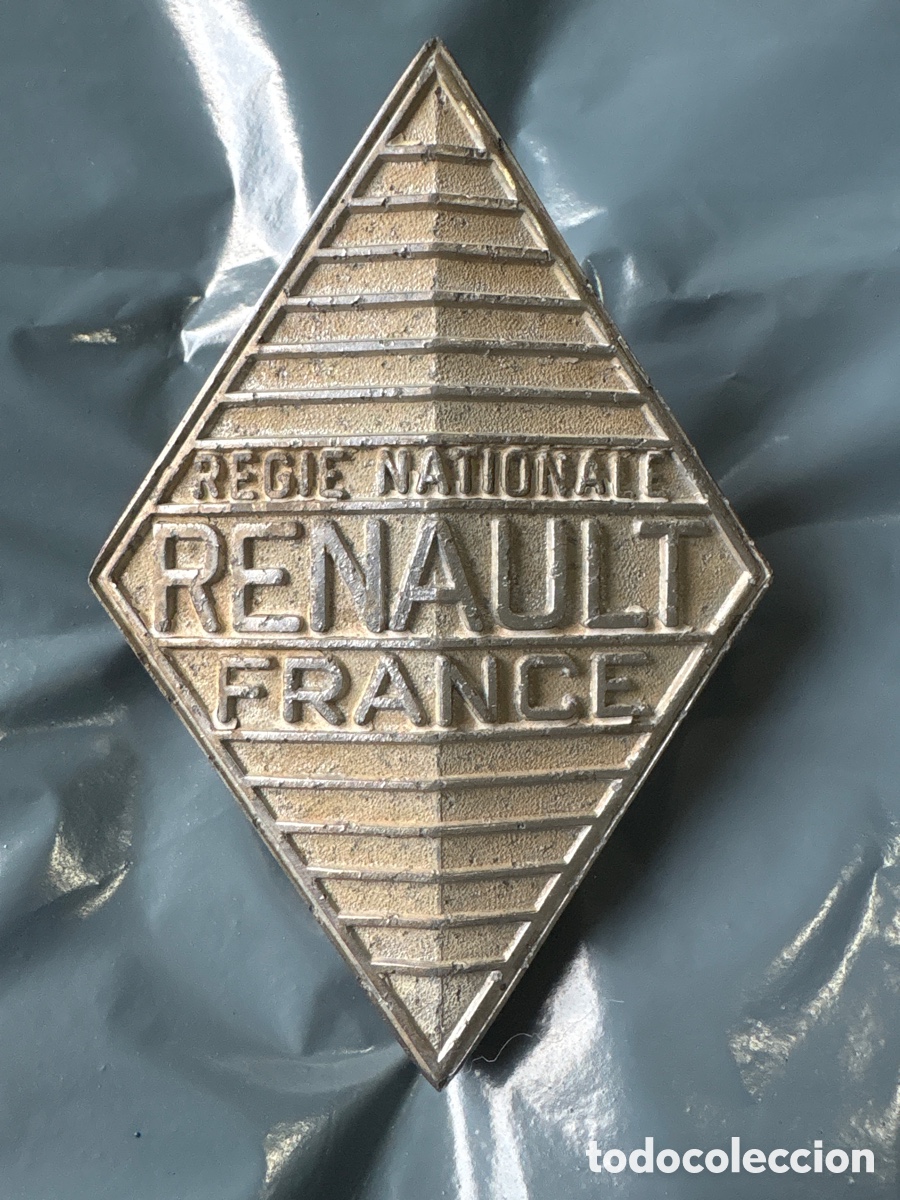 REGIE NATIONALE
RENAULT
FRANCE
todocoleccion